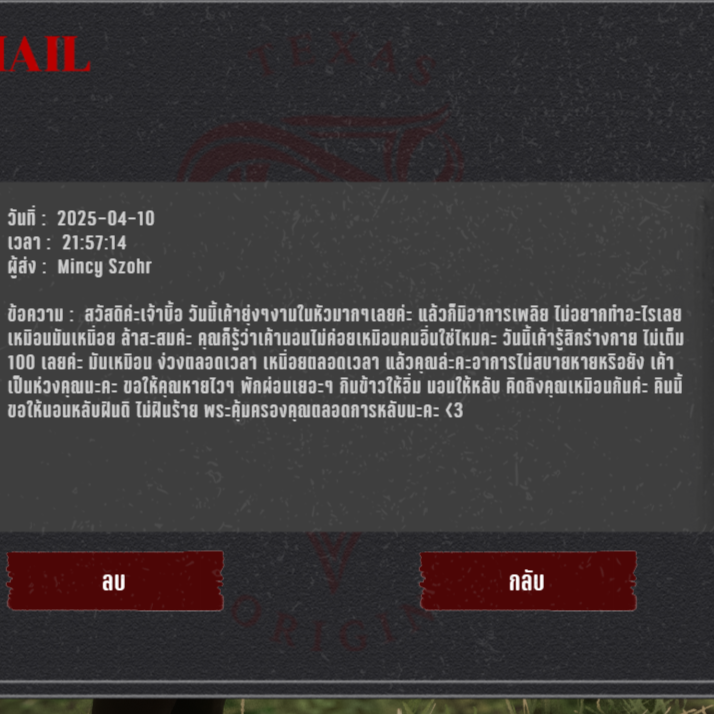 MAIL
TEXAS
วันที่ : 2025-04-10
เวลา : 21:57:14
ผู้ส่ง : Mincy Szohr
ข้อความ : สวัสดีค่ะเจ้าบื้อ วันนี้เค้ายุ่งๆงานในหัวมากๆเลยค่ะ แล้วก็มีอาการเพลีย ไม่อยากทำอะไรเลย
เหมือนมันเหนื่อย ล้าสะสมค่ะ คุณก็รู้ว่าเค้านอนไม่ค่อยเหมือนคนอื่นใช่ไหมคะ วันนี้เค้ารู้สึกร่างกาย ไม่เต็ม
100 เลยค่ะ มันเหมือน ง่วงตลอดเวลา เหนื่อยตลอดเวลา แล้วคุณล่ะคะอาการไม่สบายหายหรือยัง เค้า
เป็นห่วงคุณนะคะ ขอให้คุณหายไวๆ พักผ่อนเยอะๆ กินข้าวให้อิ่ม นอนให้หลับ คิดถึงคุณเหมือนกันค่ะ คืนนี้
ขอให้นอนหลับฝันดี ไม่ฝันร้าย พระคุ้มครองคุณตลอดการหลับนะคะ <3
ลบ
กลับ